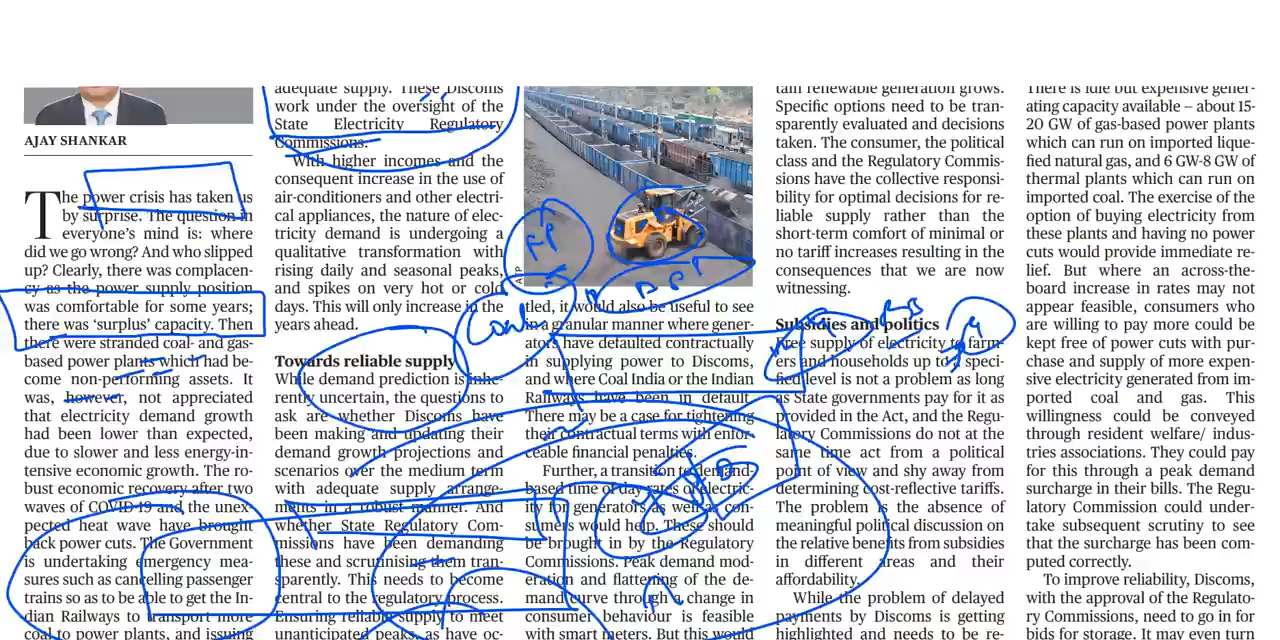 AJAY SHANKAR
The power crisis has taken us
by surprise. The question in
everyone's mind is: where
did we go wrong? And who slipped
up? Clearly, there was complacen-
cy as the power supply position
was comfortable for some years;
there was 'surplus' capacity. Then
there were stranded coal- and gas-
based power plants which had be-
come non-performing assets. It
was, however, not appreciated
that electricity demand growth
had been lower than expected,
due to slower and less energy-in-
tensive economic growth. The ro-
bust economic recovery after two
waves of COVID-19 and the unex-
pected heat wave have brought
back power cuts. The Government
is undertaking emergency mea-
sures such as cancelling passenger
trains so as to be able to get the In-
dian Railways to transport more
coal to power plants, and issuing
adequate supply. These Discoms
work under the oversight of the
State Electricity Regulatory
Commissions.
With higher incomes and the
consequent increase in the use of
air-conditioners and other electri-
cal appliances, the nature of elec-
tricity demand is undergoing a
qualitative transformation with
rising daily and seasonal peaks,
and spikes on very hot or cold
days. This will only increase in the
years ahead.
Towards reliable supply
While demand prediction is inhe-
rently uncertain, the questions to
ask are whether Discoms have
been making and updating their
demand growth projections and
scenarios over the medium term
with adequate supply arrange-
ments in a robust manner. And
whether State Regulatory Com-
missions have been demanding
these and scrutinising them tran-
sparently. This needs to become
central to the regulatory process.
Ensuring reliable supply to meet
unanticipated peaks, as have oc-
PP
PP
Coal
tled, it would also be useful to see
in a granular manner where gener-
ators have defaulted contractually
in supplying power to Discoms,
and where Coal India or the Indian
Railways have been in default.
There may be a case for tightening
their contractual terms with enfor-
ceable financial penalties.
Further, a transition to demand-
based time of day rates of electric-
ity for generators as well as con-
sumers would help. These should
be brought in by the Regulatory
Commissions. Peak demand mod-
eration and flattening of the de-
mand curve through a change in
consumer behaviour is feasible
with smart meters. But this would
tain renewable generation grows.
Specific options need to be tran-
sparently evaluated and decisions
taken. The consumer, the political
class and the Regulatory Commis-
sions have the collective responsi-
bility for optimal decisions for re-
liable supply rather than the
short-term comfort of minimal or
no tariff increases resulting in the
consequences that we are now
witnessing.
Subsidies and politics
Free supply of electricity to farm-
ers and households up to a speci-
fied level is not a problem as long
as State governments pay for it as
provided in the Act, and the Regu-
latory Commissions do not at the
same time act from a political
point of view and shy away from
determining cost-reflective tariffs.
The problem is the absence of
meaningful political discussion on
the relative benefits from subsidies
in different areas and their
affordability.
While the problem of delayed
payments by Discoms is getting
highlighted and needs to be re-
There is idle but expensive gener-
ating capacity available – about 15-
20 GW of gas-based power plants
which can run on imported lique-
fied natural gas, and 6 GW-8 GW of
thermal plants which can run on
imported coal. The exercise of the
option of buying electricity from
these plants and having no power
cuts would provide immediate re-
lief. But where an across-the-
board increase in rates may not
appear feasible, consumers who
are willing to pay more could be
kept free of power cuts with pur-
chase and supply of more expen-
sive electricity generated from im-
ported coal and gas. This
willingness could be conveyed
through resident welfare/ indus-
tries associations. They could pay
for this through a peak demand
surcharge in their bills. The Regu-
latory Commission could under-
take subsequent scrutiny to see
that the surcharge has been com-
puted correctly.
To improve reliability, Discoms,
with the approval of the Regulato-
ry Commissions, need to go in for
bids for storage. It may even turn